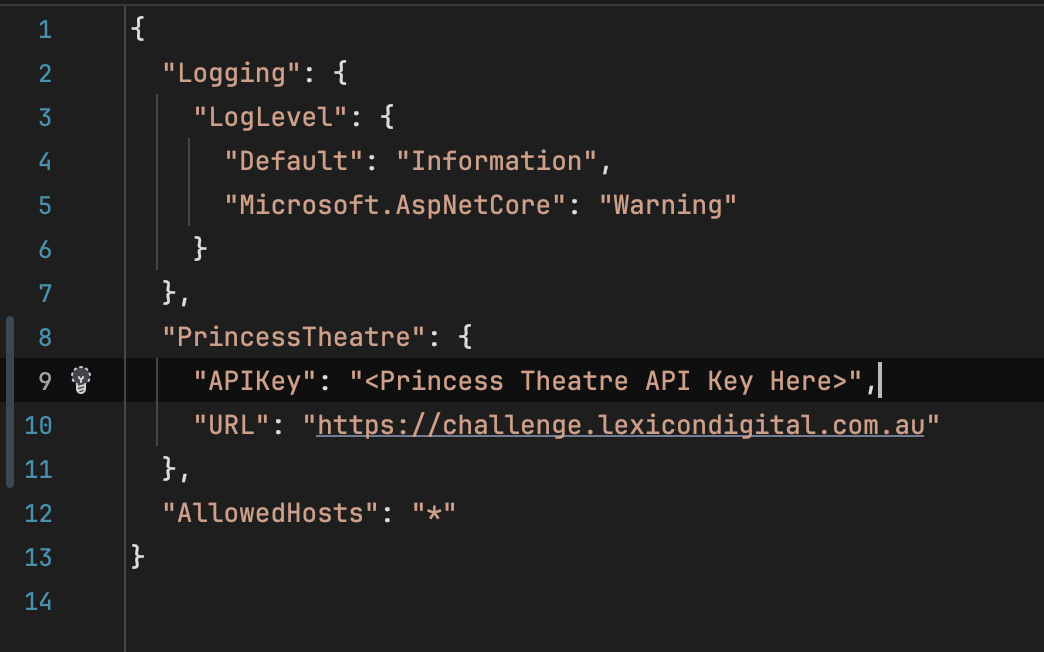 1 {
2 "Logging": {
3 "LogLevel": {
4 "Default": "Information",
5 "Microsoft.AspNetCore": "Warning"
6 }
7 },
8 "PrincessTheatre": {
9 "APIKey": "<Princess Theatre API Key Here>",
10 "URL": "https://challenge.lexicondigital.com.au"
11 },
12 "AllowedHosts": "*"
13 }
14